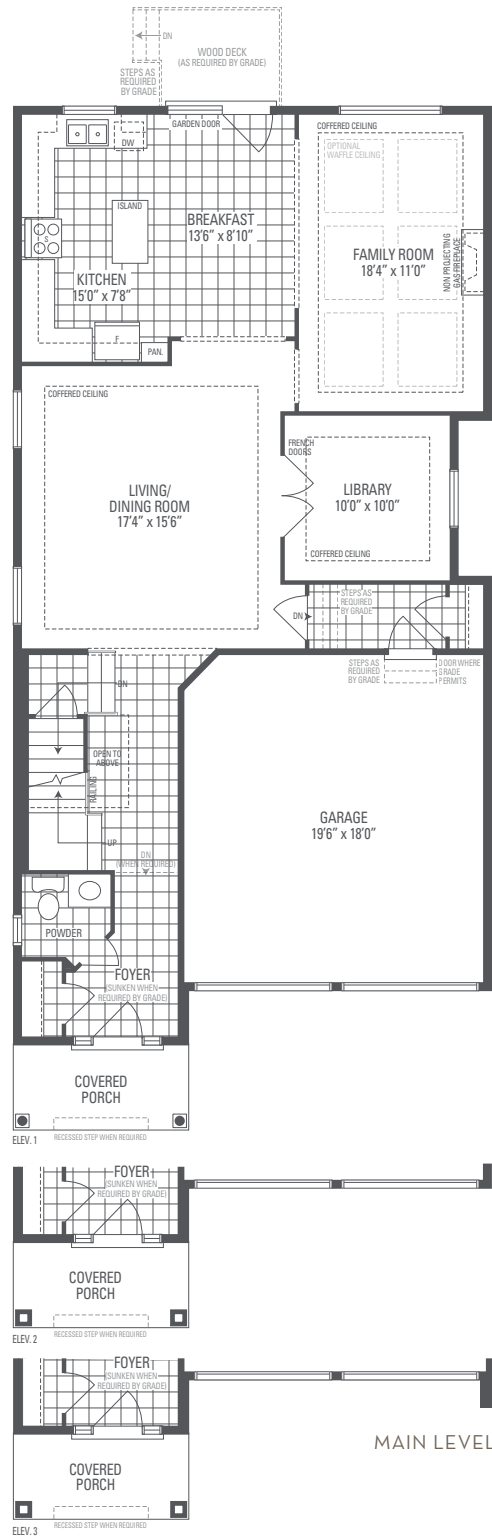 WOOD DECK
(AS REQUIRED BY GRADE)
DN
STEPS AS
REQUIRED
BY GRADE
GARDEN DOOR
COFFERED CEILING
DW
OPTIONAL
WAFFLE CEILING
ISLAND
BREAKFAST
13'6" x 8'10"
S
FAMILY ROOM
18'4" x 11'0"
NON PROJECTING
GAS FIREPLACE
KITCHEN
15'0" x 7'8"
F
PAN.
COFFERED CEILING
FRENCH
DOORS
LIVING/
DINING ROOM
17'4" x 15'6"
LIBRARY
10'0" x 10'0"
COFFERED CEILING
STEPS AS
REQUIRED
BY GRADE
DN
STEPS AS
REQUIRED
BY GRADE
DOOR WHERE
GRADE
PERMITS
DN
OPEN TO
ABOVE
RAILING
UP
DN
(WHEN REQUIRED)
GARAGE
19'6" x 18'0"
POWDER
FOYER
(SUNKEN WHEN
REQUIRED BY GRADE)
COVERED
PORCH
ELEV. 1
RECESSED STEP WHEN REQUIRED
FOYER
(SUNKEN WHEN
REQUIRED BY GRADE)
COVERED
PORCH
ELEV. 2
RECESSED STEP WHEN REQUIRED
FOYER
(SUNKEN WHEN
REQUIRED BY GRADE)
MAIN LEVEL
COVERED
PORCH
ELEV. 3
RECESSED STEP WHEN REQUIRED